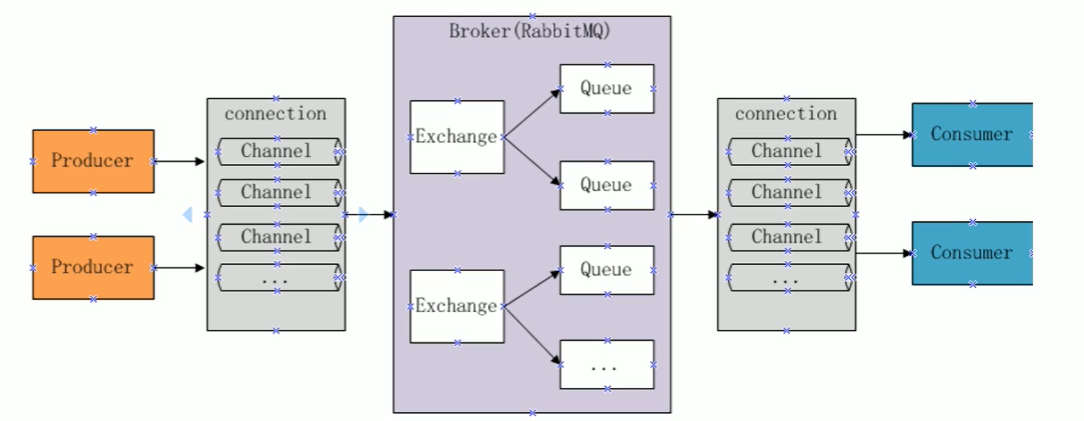 Broker(RabbitMQ)
Producer
Producer
connection
Channel
Channel
Channel
...
Exchange
Queue
Queue
Exchange
Queue
...
connection
Channel
Channel
Channel
...
Consumer
Consumer